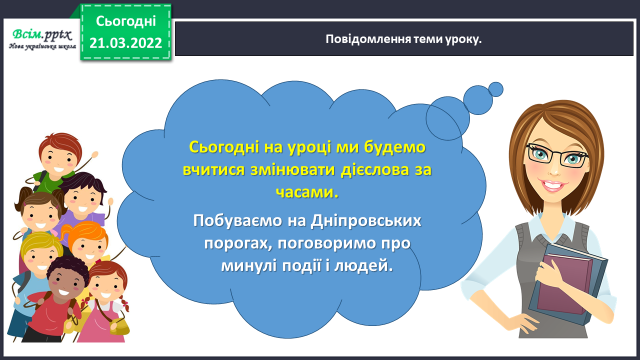 Всім.pptx
Нова українська школа
Сьогодні
21.03.2022
Повідомлення теми уроку.
Сьогодні на уроці ми будемо
вчитися змінювати дієслова за
часами.
Побуваємо на Дніпровських
порогах, поговоримо про
минулі події і людей.